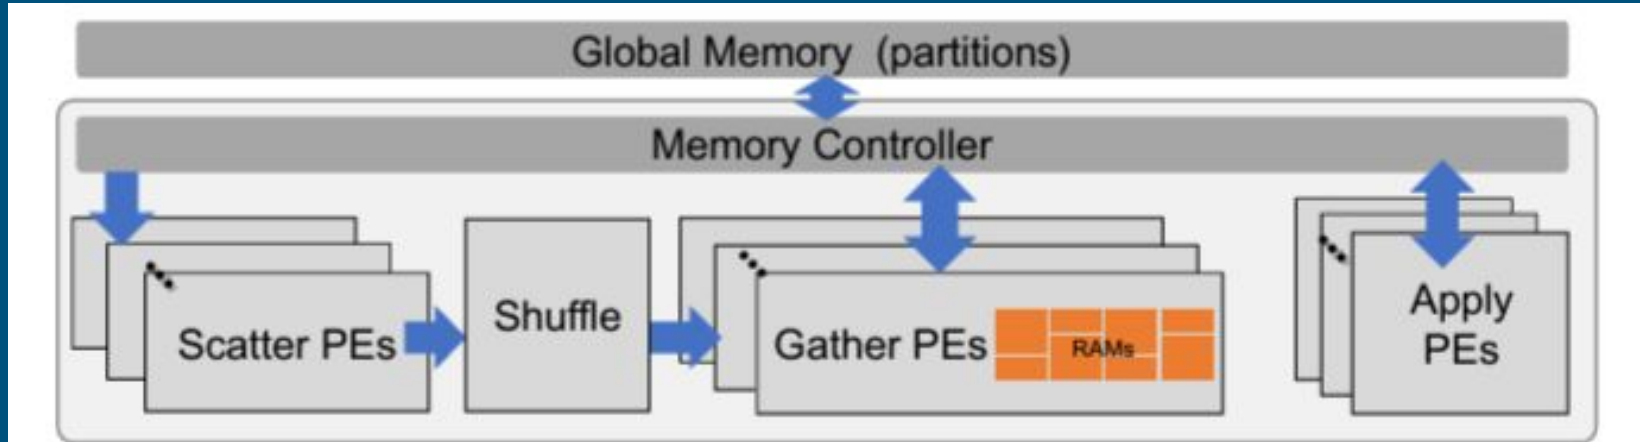 Global Memory (partitions)
Memory Controller
Scatter PEs
Shuffle
Gather PEs
RAMs
Apply
PEs